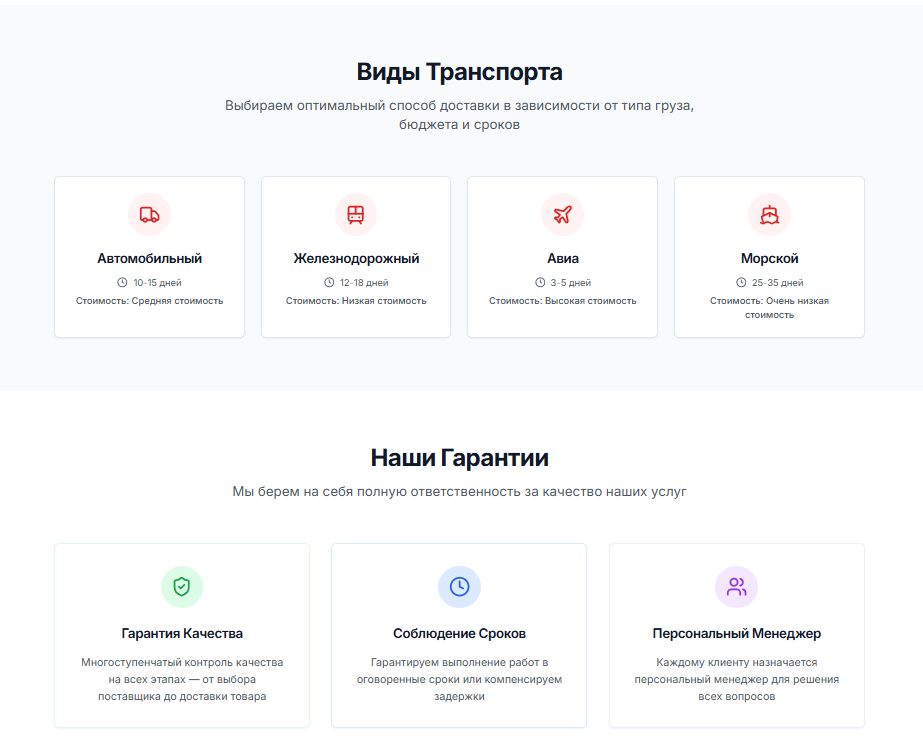 Виды Транспорта
Выбираем оптимальный способ доставки в зависимости от типа груза,
бюджета и сроков
Автомобильный
10-15 дней
Стоимость: Средняя стоимость
Железнодорожный
12-18 дней
Стоимость: Низкая стоимость
Авиа
3-5 дней
Стоимость: Высокая стоимость
Морской
25-35 дней
Стоимость: Очень низкая
стоимость
Наши Гарантии
Мы берем на себя полную ответственность за качество наших услуг
Гарантия Качества
Многоступенчатый контроль качества
на всех этапах — от выбора
поставщика до доставки товара
Соблюдение Сроков
Гарантируем выполнение работ в
оговоренные сроки или компенсируем
задержки
Персональный Менеджер
Каждому клиенту назначается
персональный менеджер для решения
всех вопросов